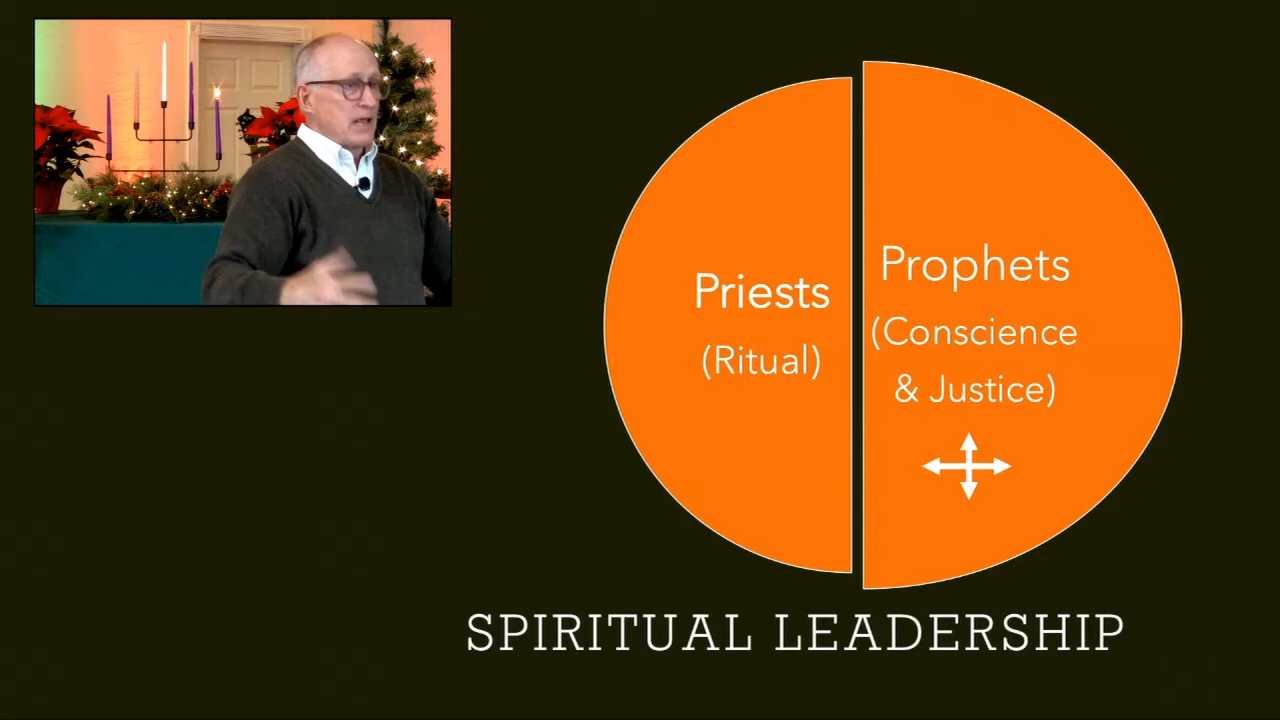 Priests
(Ritual)
Prophets
(Conscience
& Justice)
SPIRITUAL LEADERSHIP